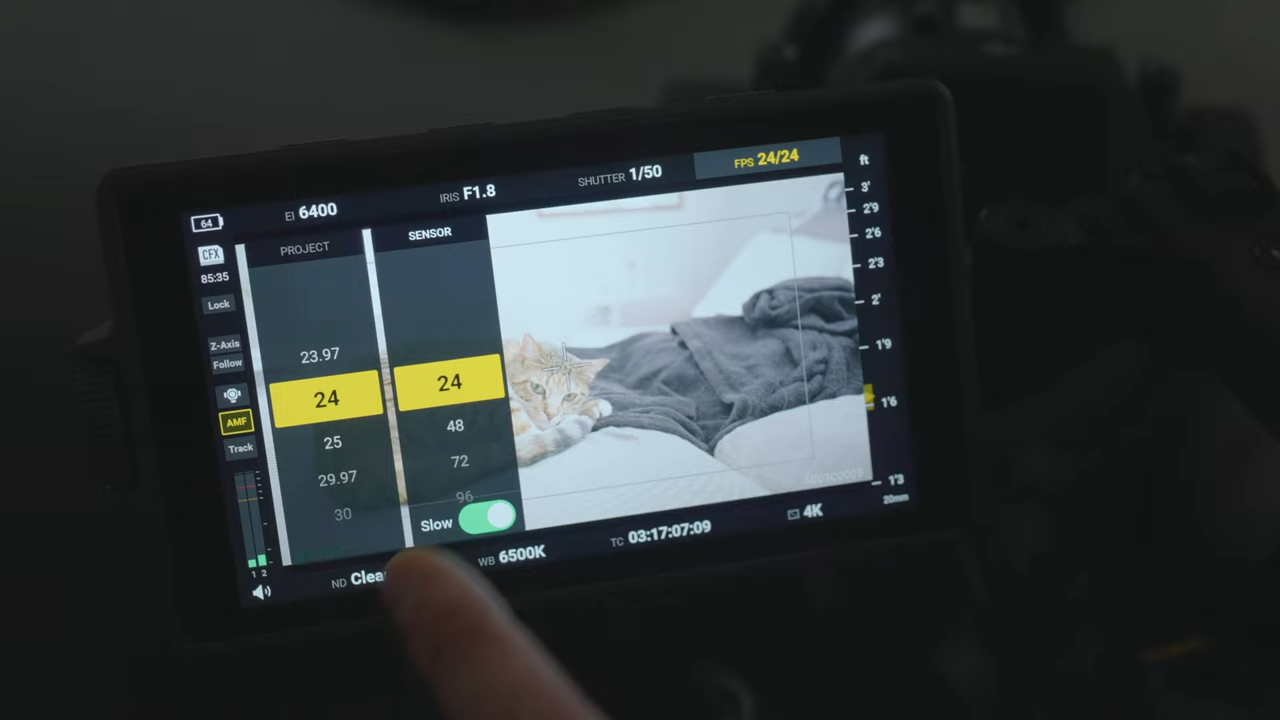 64
EI 6400
IRIS F1.8
SHUTTER 1/50
FPS 24/24
ft
CFX
85:35
Lock
Z-Axis
Follow
AMF
Track
1 2
PROJECT
23.97
24
25
29.97
30
SENSOR
24
48
72
96
Slow
3'
2'9
2'6
2'3
2'
1'9
1'6
1'3
20mm
ND Clea
WB 6500K
TC 03:17:07:09
4K